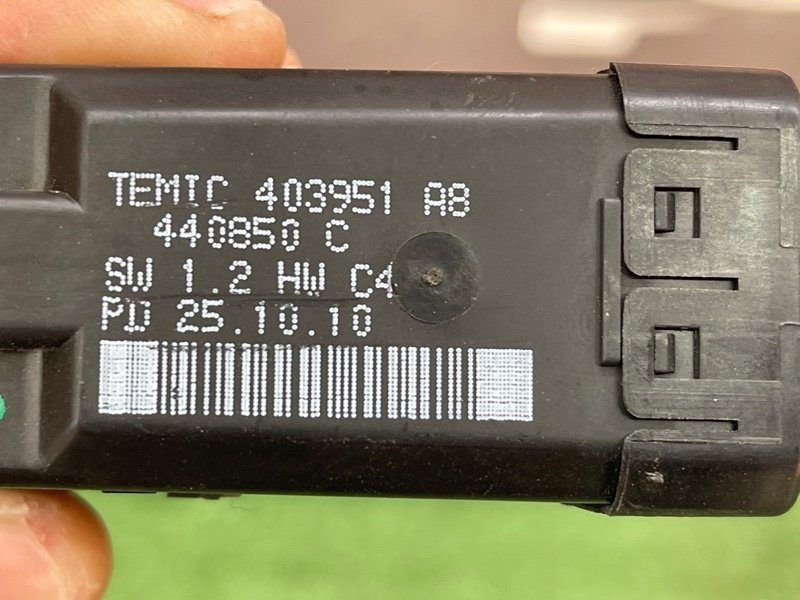 TEMIC 403951 A8
440850 C
SW 1.2 HW C4
PD 25.10.10